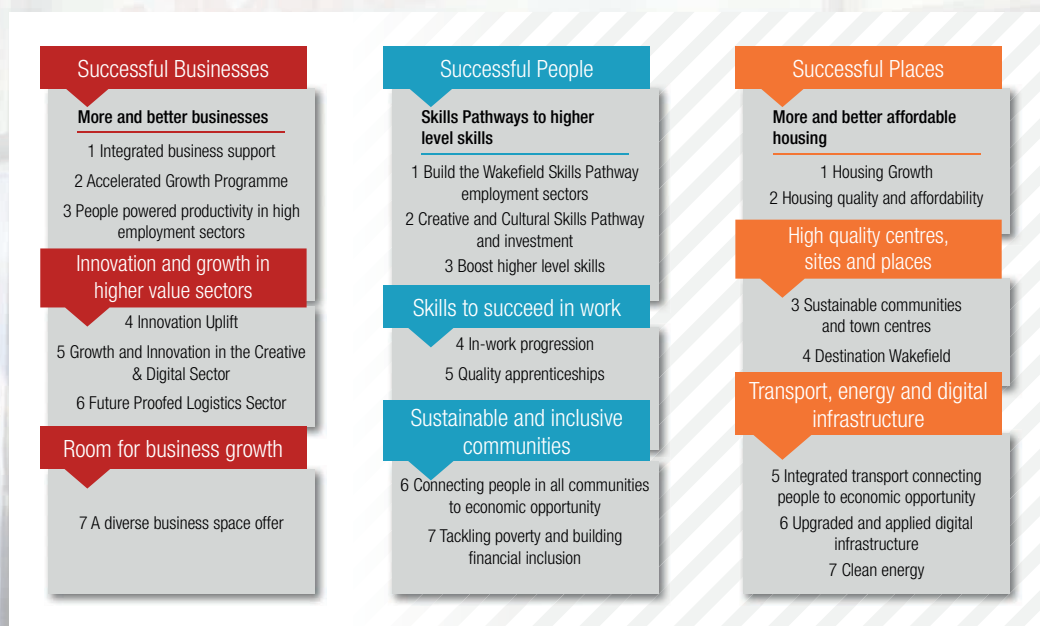 Successful Businesses
More and better businesses
1 Integrated business support
2 Accelerated Growth Programme
3 People powered productivity in high
employment sectors
Innovation and growth in
higher value sectors
4 Innovation Uplift
5 Growth and Innovation in the Creative
& Digital Sector
6 Future Proofed Logistics Sector
Room for business growth
7 A diverse business space offer
Successful People
Skills Pathways to higher
level skills
1 Build the Wakefield Skills Pathway
employment sectors
2 Creative and Cultural Skills Pathway
and investment
3 Boost higher level skills
Skills to succeed in work
4 In-work progression
5 Quality apprenticeships
Sustainable and inclusive
communities
6 Connecting people in all communities
to economic opportunity
7 Tackling poverty and building
financial inclusion
Successful Places
More and better affordable
housing
1 Housing Growth
2 Housing quality and affordability
High quality centres,
sites and places
3 Sustainable communities
and town centres
4 Destination Wakefield
Transport, energy and digital
infrastructure
5 Integrated transport connecting
people to economic opportunity
6 Upgraded and applied digital
infrastructure
7 Clean energy